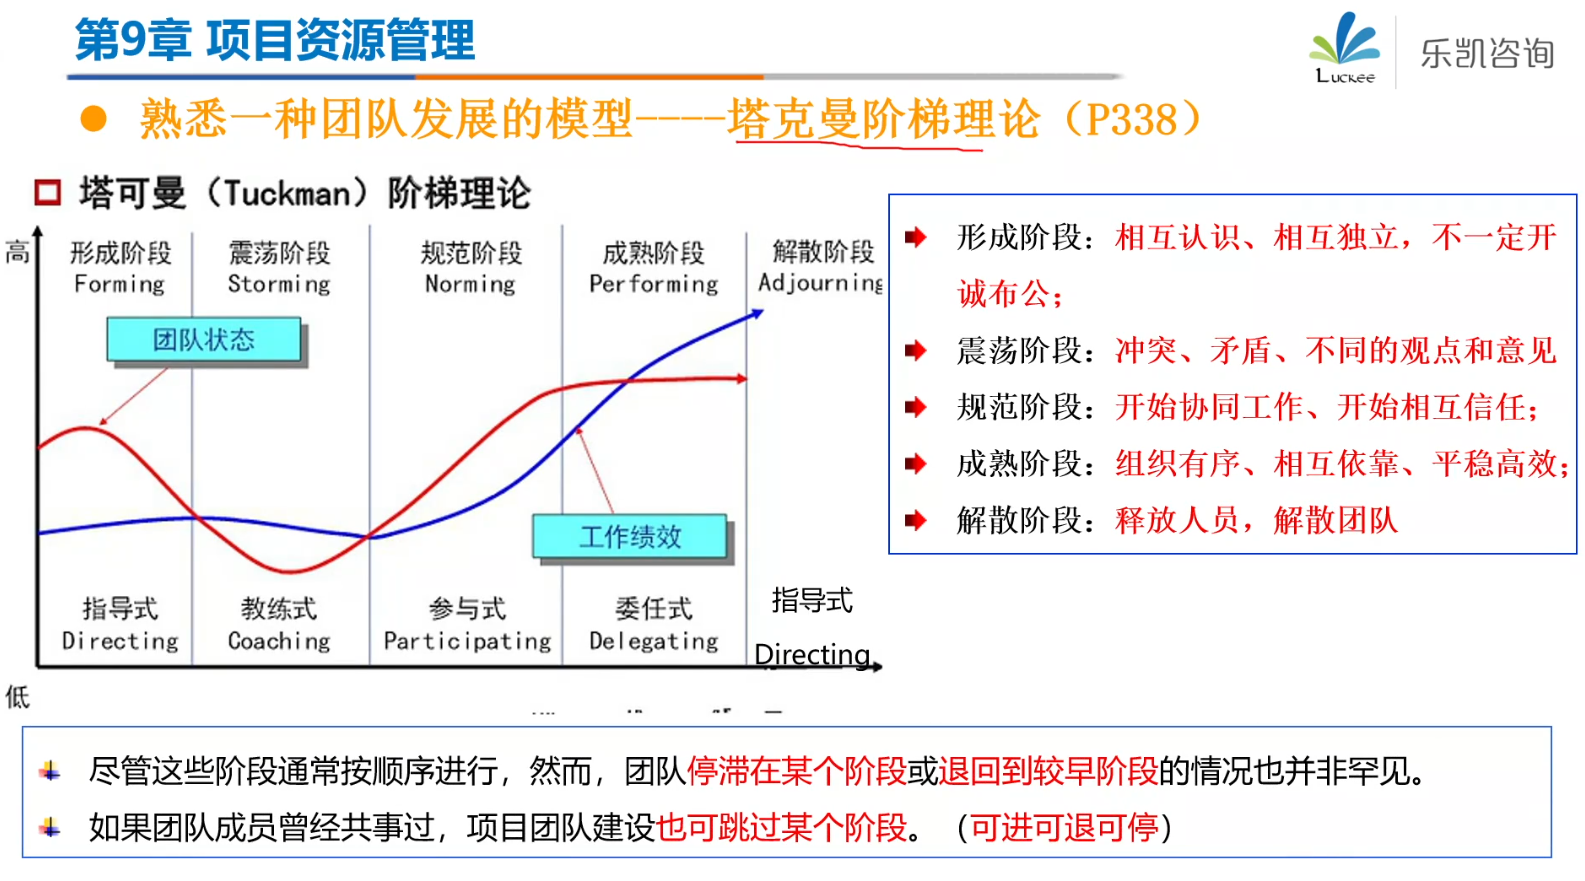 第9章 项目资源管理
Luckee
乐凯咨询
熟悉一种团队发展的模型----塔克曼阶梯理论（P338）
塔可曼（Tuckman）阶梯理论
高
形成阶段
Forming
震荡阶段
Storming
规范阶段
Norming
成熟阶段
Performing
解散阶段
Adjourning
团队状态
工作绩效
指导式
Directing
教练式
Coaching
参与式
Participating
委任式
Delegating
指导式
Directing
低
形成阶段：相互认识、相互独立，不一定开
诚布公；
震荡阶段：冲突、矛盾、不同的观点和意见
规范阶段：开始协同工作、开始相互信任；
成熟阶段：组织有序、相互依靠、平稳高效；
解散阶段：释放人员，解散团队
尽管这些阶段通常按顺序进行，然而，团队停滞在某个阶段或退回到较早阶段的情况也并非罕见。
如果团队成员曾经共事过，项目团队建设也可跳过某个阶段。（可进可退可停）